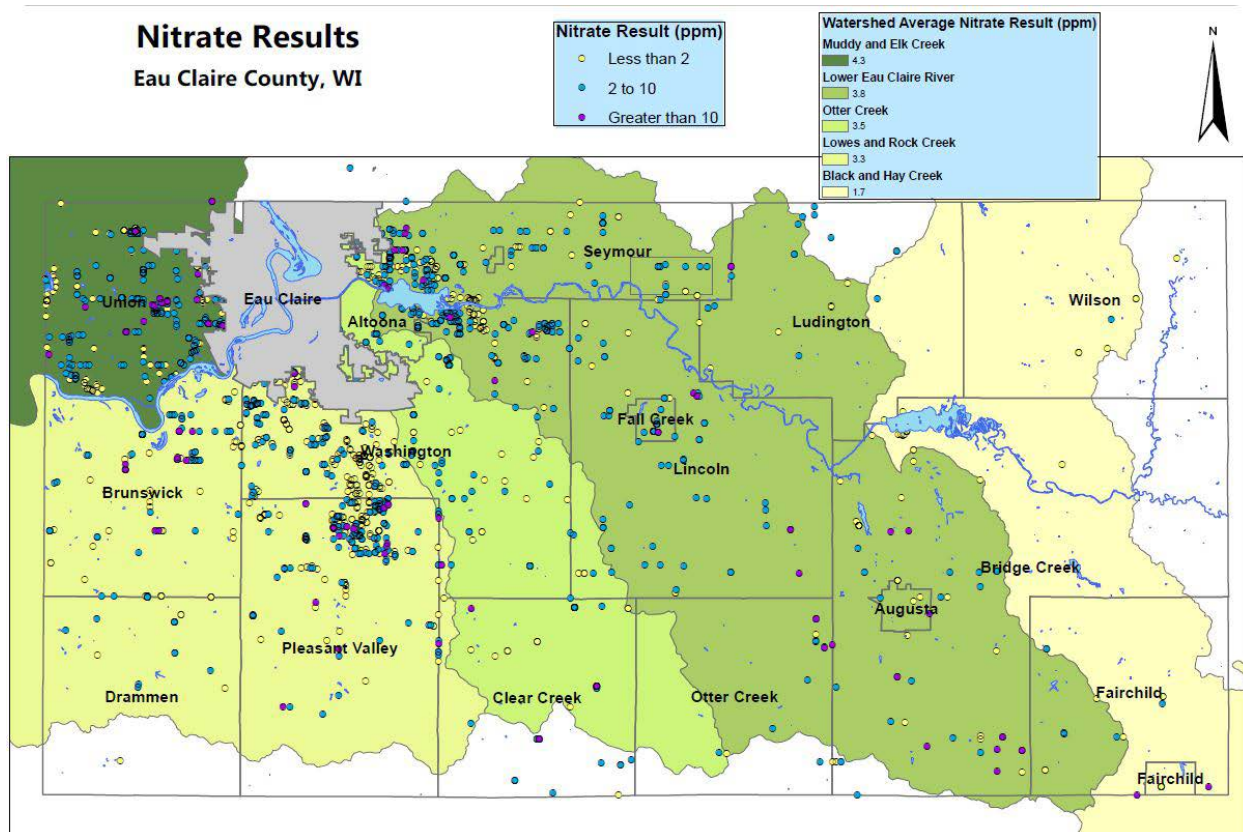 Nitrate Results
Eau Claire County, WI
Nitrate Result (ppm)
Less than 2
2 to 10
Greater than 10
Watershed Average Nitrate Result (ppm)
Muddy and Elk Creek
4.3
Lower Eau Claire River
3.8
Otter Creek
3.5
Lowes and Rock Creek
3.3
Black and Hay Creek
1.7
N
Seymour
Union
Eau Claire
Wilson
Altoona
Ludington
Fall Creek
Washington
Lincoln
Brunswick
Bridge Creek
Augusta
Pleasant Valley
Drammen
Clear Creek
Otter Creek
Fairchild
Fairchild